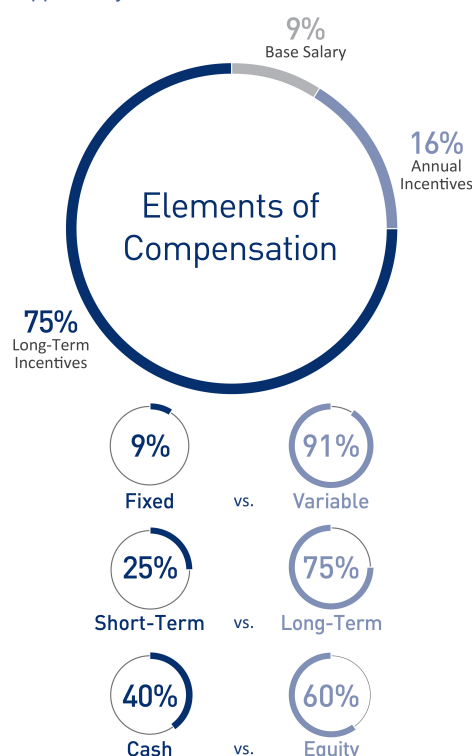 9%
Base Salary
16%
Annual
Incentives
Elements of
Compensation
75%
Long-Term
Incentives
9%
91%
Fixed
vs.
Variable
25%
75%
Short-Term
vs.
Long-Term
40%
60%
Cash
vs.
Equity